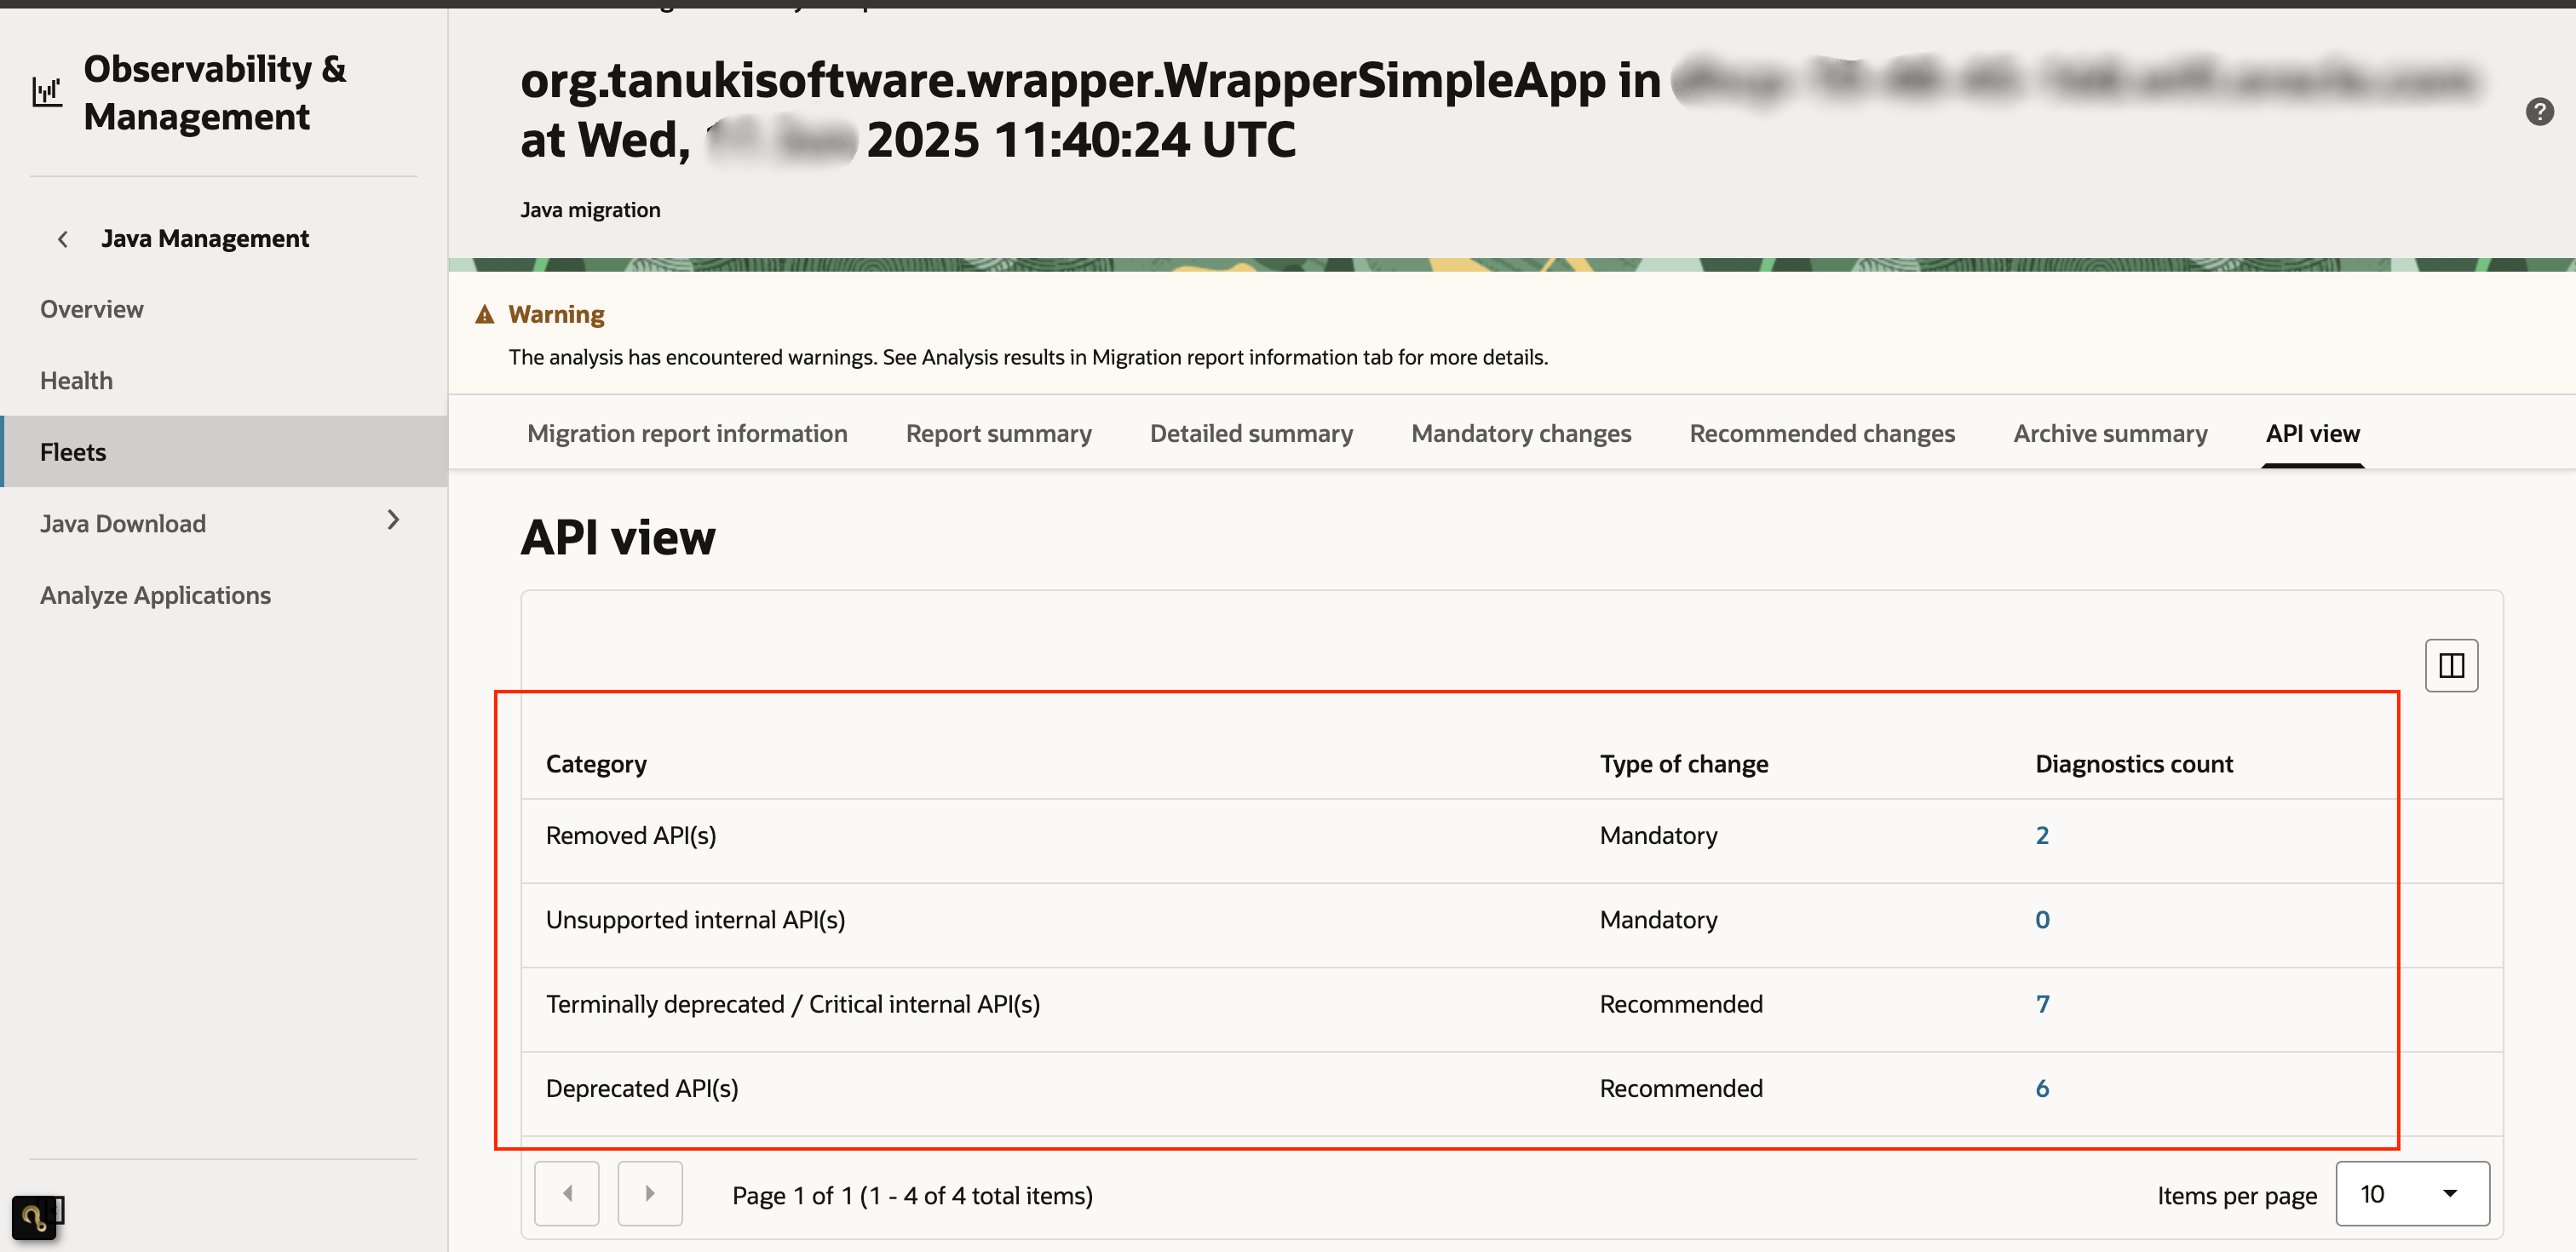 Observability &
Management
Java Management
Overview
Health
Fleets
Java Download
Analyze Applications
org.tanukisoftware.wrapper.WrapperSimpleApp in
at Wed, 2025 11:40:24 UTC
Java migration
Warning
The analysis has encountered warnings. See Analysis results in Migration report information tab for more details.
Migration report information Report summary Detailed summary Mandatory changes Recommended changes Archive summary API view
API view
Category Type of change Diagnostics count
Removed API(s) Mandatory 2
Unsupported internal API(s) Mandatory 0
Terminally deprecated / Critical internal API(s) Recommended 7
Deprecated API(s) Recommended 6
Page 1 of 1 (1 - 4 of 4 total items) Items per page 10